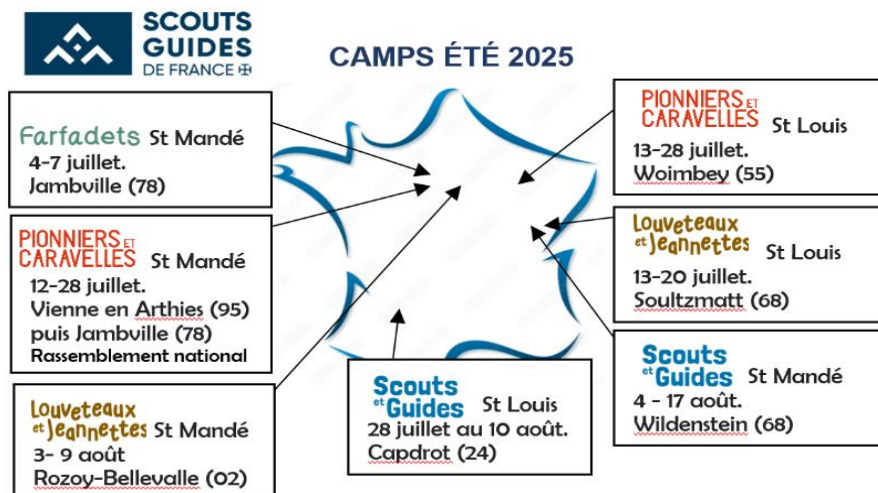 SCOUTS
GUIDES
DE FRANCE
CAMPS ÉTÉ 2025
Farfadets St Mandé
4-7 juillet.
Jambville (78)
PIONNIERS ET
CARAVELLES St Mandé
12-28 juillet.
Vienne en Arthies (95)
puis Jambville (78)
Rassemblement national
Louveteaux
et Jeannettes St Mandé
3- 9 août
Rozoy-Bellevalle (02)
Scouts
et Guides St Louis
28 juillet au 10 août.
Capdrot (24)
PIONNIERS ET
CARAVELLES St Louis
13-28 juillet.
Woimbey (55)
Louveteaux
et Jeannettes St Louis
13-20 juillet.
Soultzmatt (68)
Scouts
et Guides St Mandé
4 - 17 août.
Wildenstein (68)